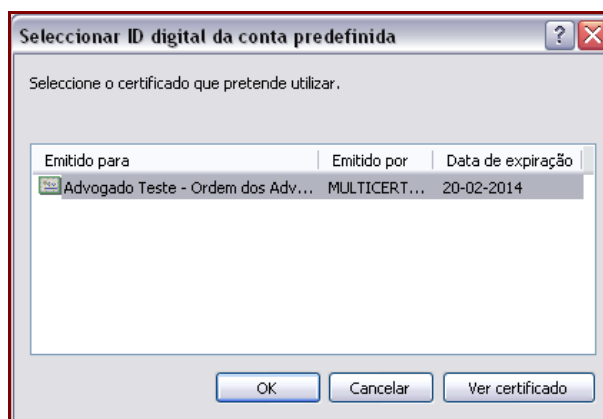 Seleccionar ID digital da conta predefinida
Seleccione o certificado que pretende utilizar.
Emitido para Emitido por Data de expiração
Advogado Teste - Ordem dos Adv... MULTICERT... 20-02-2014
OK Cancelar Ver certificado